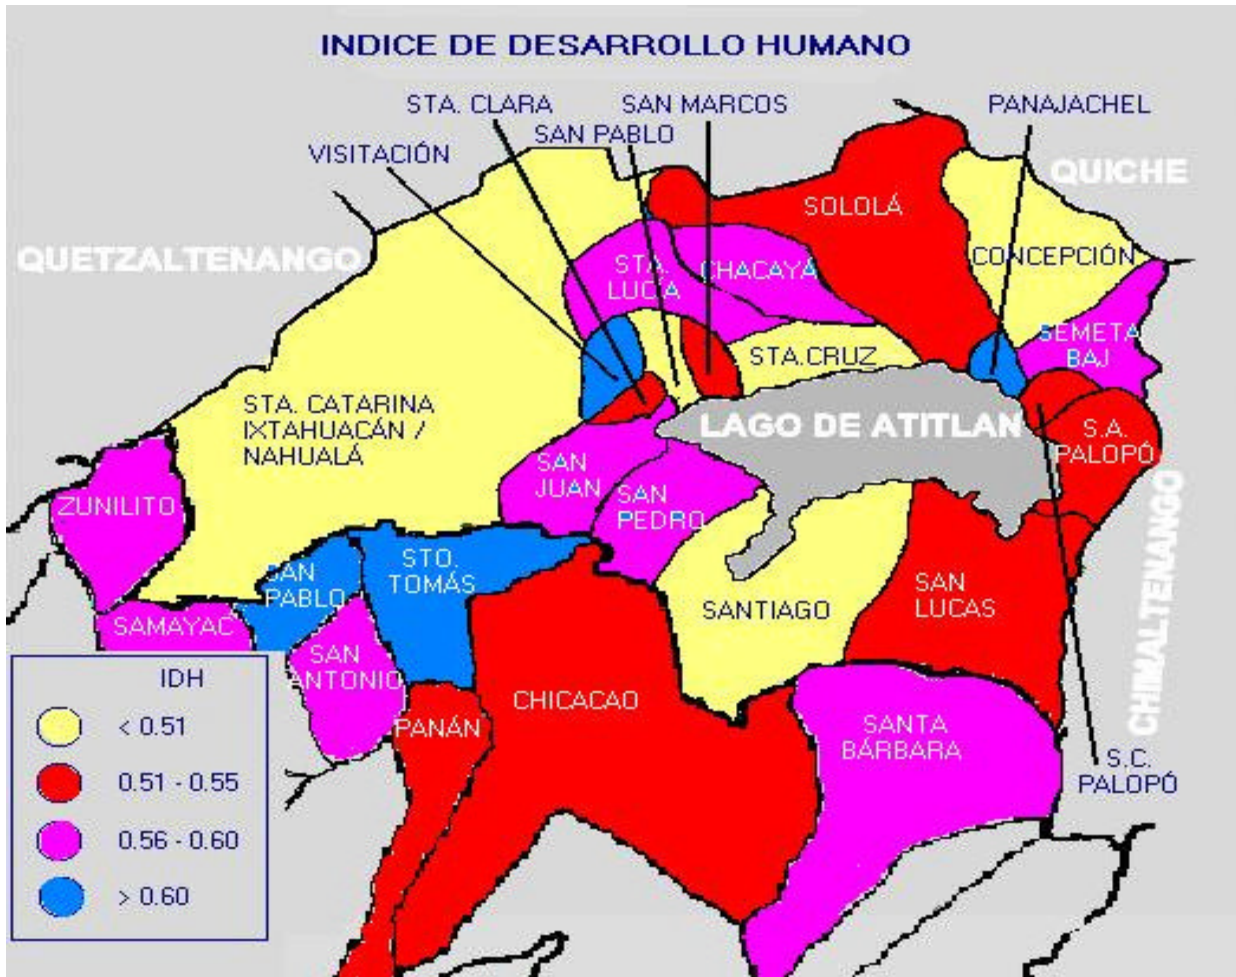 INDICE DE DESARROLLO HUMANO
STA. CLARA
SAN MARCOS
PANAJACHEL
SAN PABLO
VISITACIÓN
QUICHE
SOLOLÁ
QUETZALTENANGO
STA.
LUCÍA
CHACAYÁ
CONCEPCIÓN
SEMETA
BAJ
STA.CRUZ
STA. CATARINA
IXTAHUACÁN /
NAHUALÁ
LAGO DE ATITLAN
S.A.
PALOPÓ
SAN
JUAN
SAN
PEDRO
ZUNILITO
CHIMALTENANGO
STO.
TOMÁS
SAN
PABLO
SANTIAGO
SAN
LUCAS
SAMAYAC
SAN
ANTONIO
CHICACAO
PANÁN
SANTA
BÁRBARA
S.C.
PALOPÓ
IDH
< 0.51
0.51 - 0.55
0.56 - 0.60
> 0.60